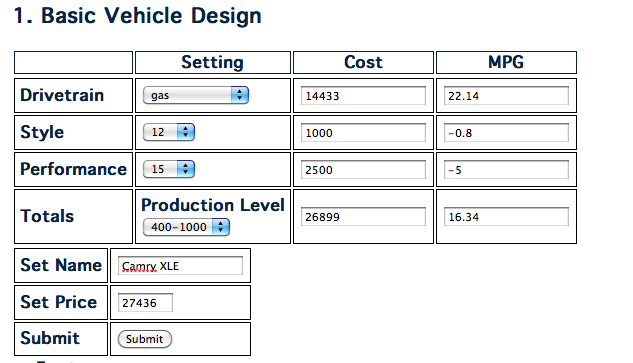 1. Basic Vehicle Design
Setting Cost MPG
Drivetrain gas 14433 22.14
Style 12 1000 -0.8
Performance 15 2500 -5
Totals Production Level 400-1000 26899 16.34
Set Name Camry XLE
Set Price 27436
Submit Submit